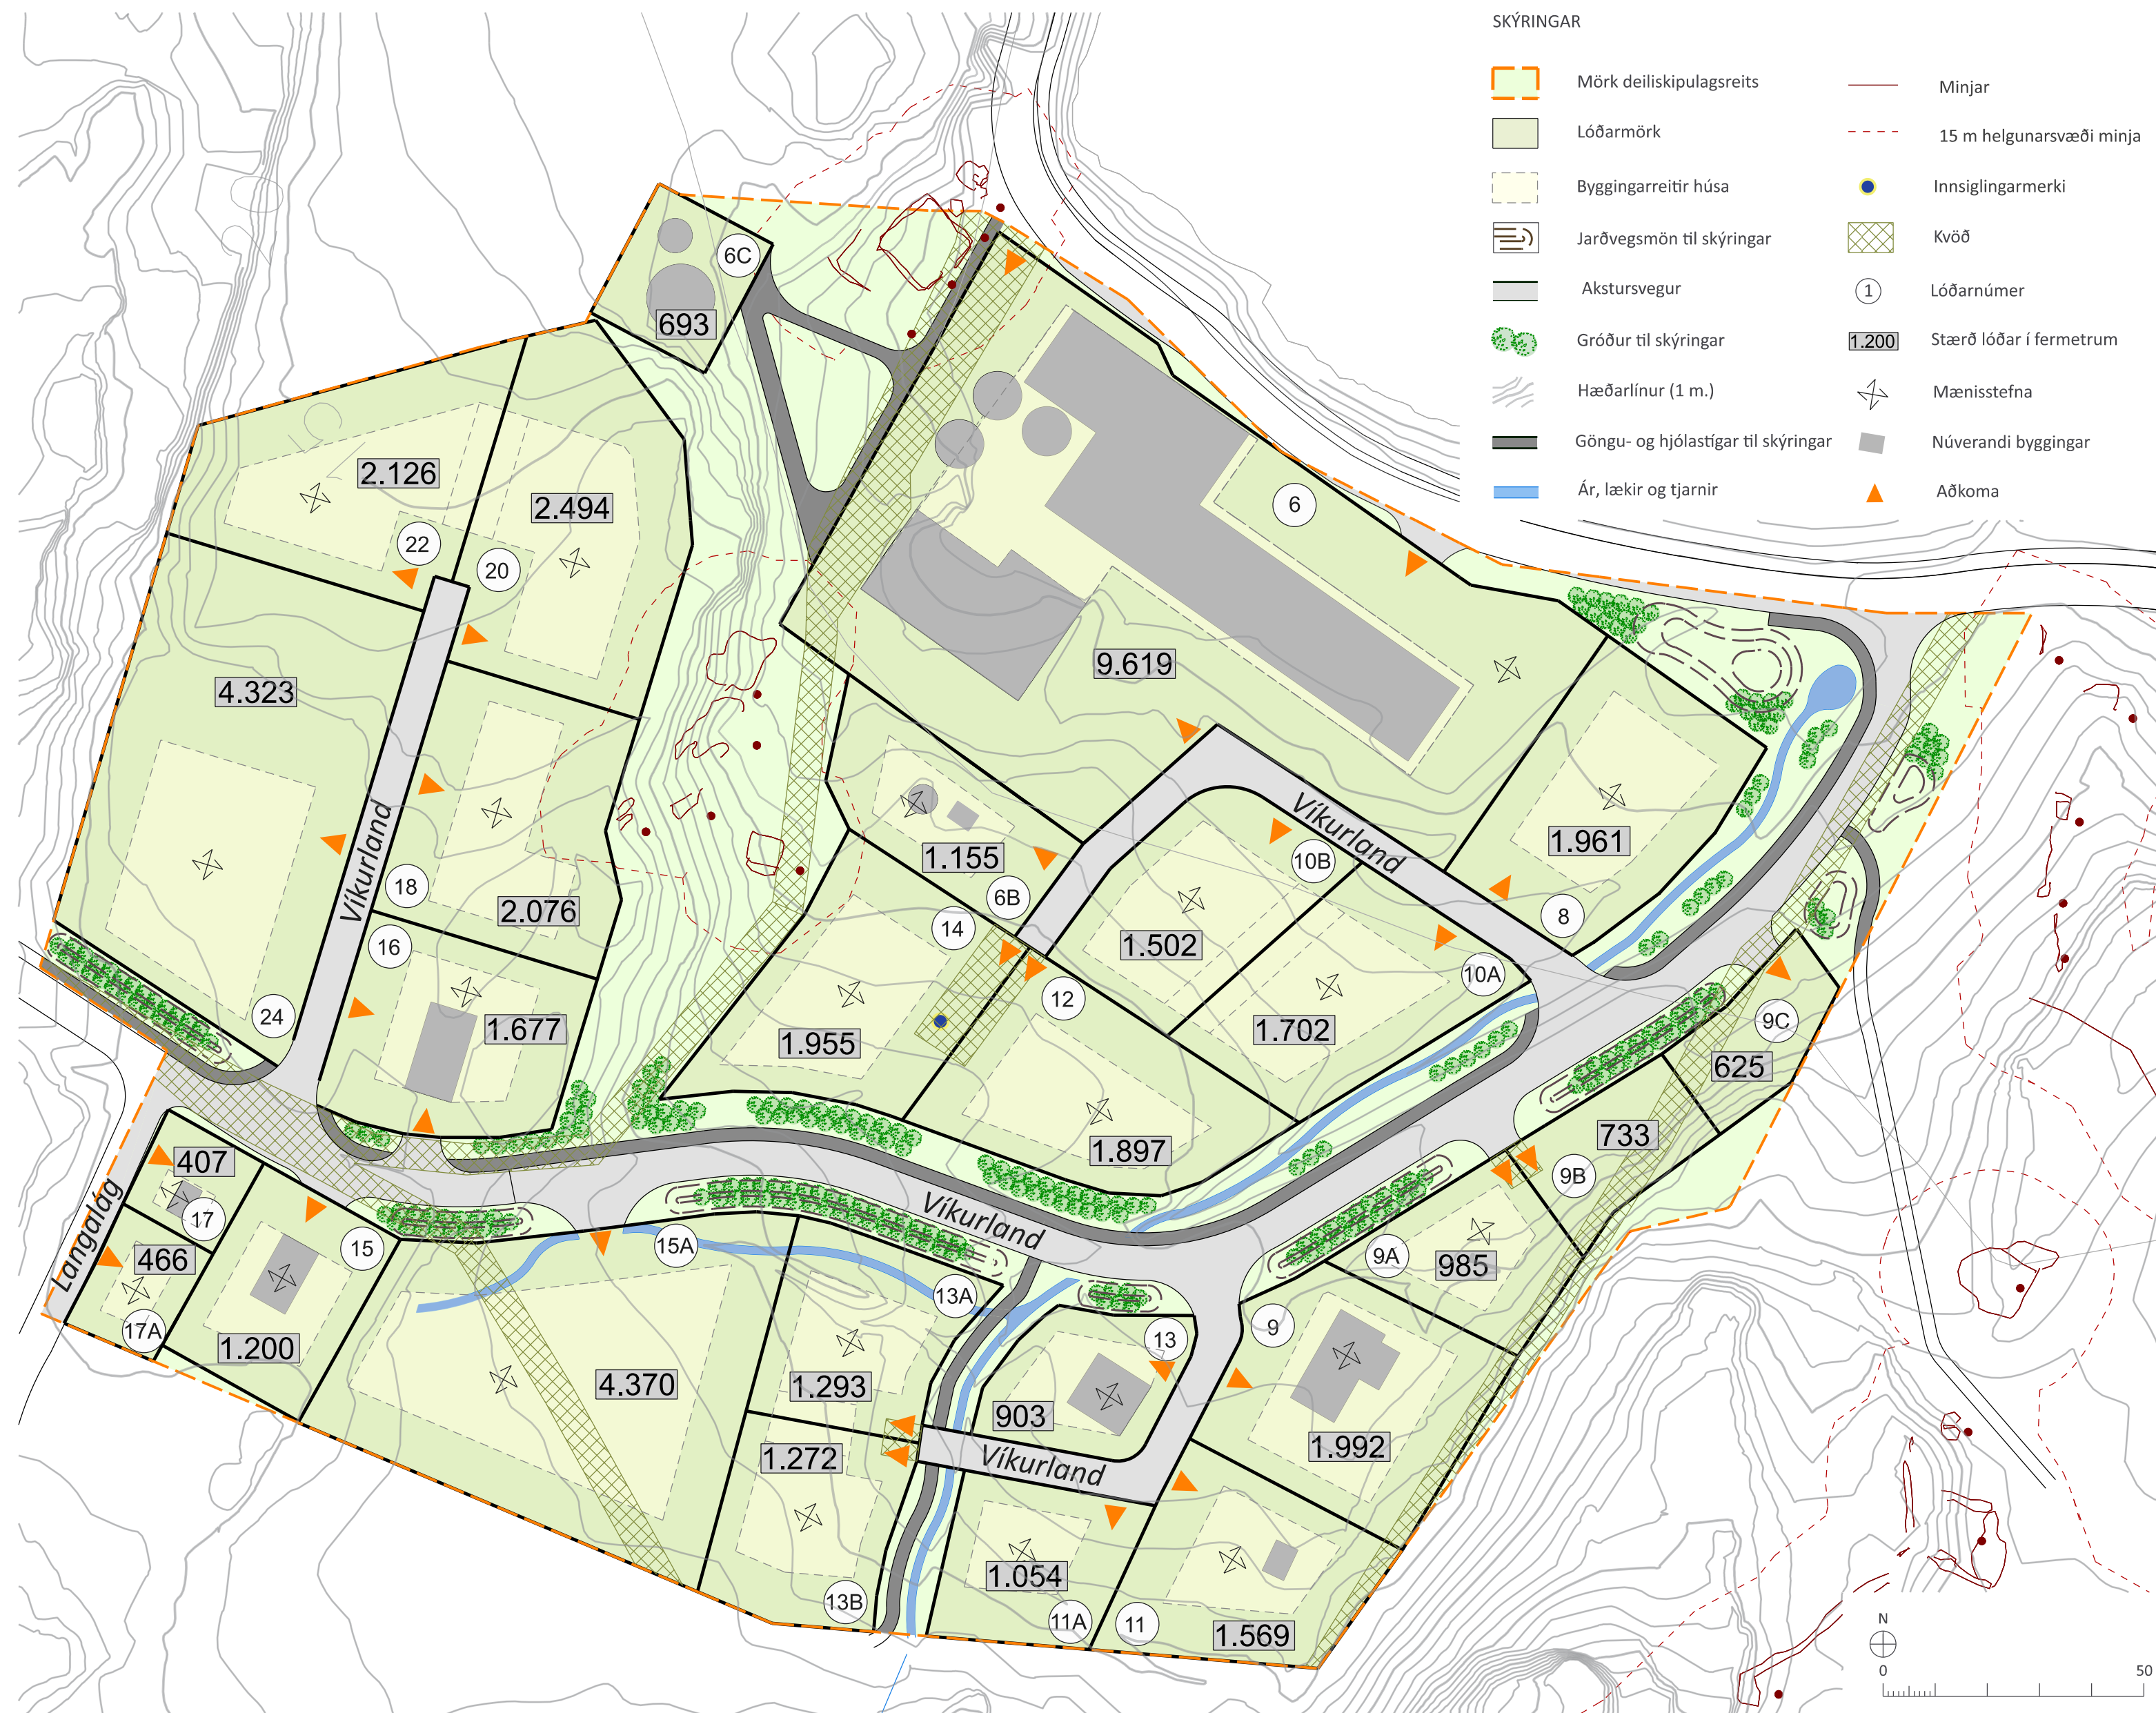 SKÝRINGAR
Mörk deiliskipulagsreits
Lóðarmörk
Byggingarreitir húsa
Jarðvegsmön til skýringar
Akstursvegur
Gróður til skýringar
Hæðarlínur (1 m.)
Göngu- og hjólastígar til skýringar
Ár, lækir og tjarnir
Minjar
15 m helgunarsvæði minja
Innsiglingarmerki
Kvöð
1 Lóðarnúmer
1.200 Stærð lóðar í fermetrum
Mænisstefna
Núverandi byggingar
Aðkoma
6C
693
2.126
2.494
22
20
6
4.323
9.619
Víkurland
18
2.076
16
1.677
24
1.155
6B
14
1.955
12
1.897
Víkurland
10B
1.502
10A
1.702
1.961
8
9C
625
733
9B
9A
985
9
1.992
407
17
466
17A
Langalág
15
1.200
15A
4.370
Víkurland
13A
1.293
1.272
13B
13
903
Víkurland
1.054
11A
11
1.569
N
0
50